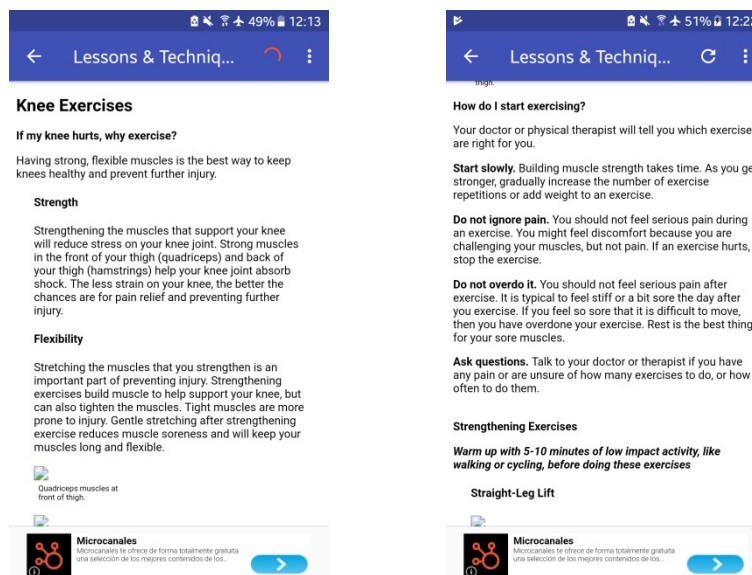 49% 12:13
Lessons & Techniq...
Knee Exercises
If my knee hurts, why exercise?
Having strong, flexible muscles is the best way to keep
knees healthy and prevent further injury.
Strength
Strengthening the muscles that support your knee
will reduce stress on your knee joint. Strong muscles
in the front of your thigh (quadriceps) and back of
your thigh (hamstrings) help your knee joint absorb
shock. The less strain on your knee, the better the
chances are for pain relief and preventing further
injury.
Flexibility
Stretching the muscles that you strengthen is an
important part of preventing injury. Strengthening
exercises build muscle to help support your knee, but
can also tighten the muscles. Tight muscles are more
prone to injury. Gentle stretching after strengthening
exercise reduces muscle soreness and will keep your
muscles long and flexible.
Quadriceps muscles at
front of thigh.
Microcanales
Microcanales te ofrece de forma totalmente gratuita
una selección de los mejores contenidos de los...
51% 12:22
Lessons & Techniq...
thigh.
How do I start exercising?
Your doctor or physical therapist will tell you which exercise
are right for you.
Start slowly. Building muscle strength takes time. As you ge
stronger, gradually increase the number of exercise
repetitions or add weight to an exercise.
Do not ignore pain. You should not feel serious pain during
an exercise. You might feel discomfort because you are
challenging your muscles, but not pain. If an exercise hurts,
stop the exercise.
Do not overdo it. You should not feel serious pain after
exercise. It is typical to feel stiff or a bit sore the day after
you exercise. If you feel so sore that it is difficult to move,
then you have overdone your exercise. Rest is the best thing
for your sore muscles.
Ask questions. Talk to your doctor or therapist if you have
any pain or are unsure of how many exercises to do, or how
often to do them.
Strengthening Exercises
Warm up with 5-10 minutes of low impact activity, like
walking or cycling, before doing these exercises
Straight-Leg Lift
Microcanales
Microcanales te ofrece de forma totalmente gratuita
una selección de los mejores contenidos de los...